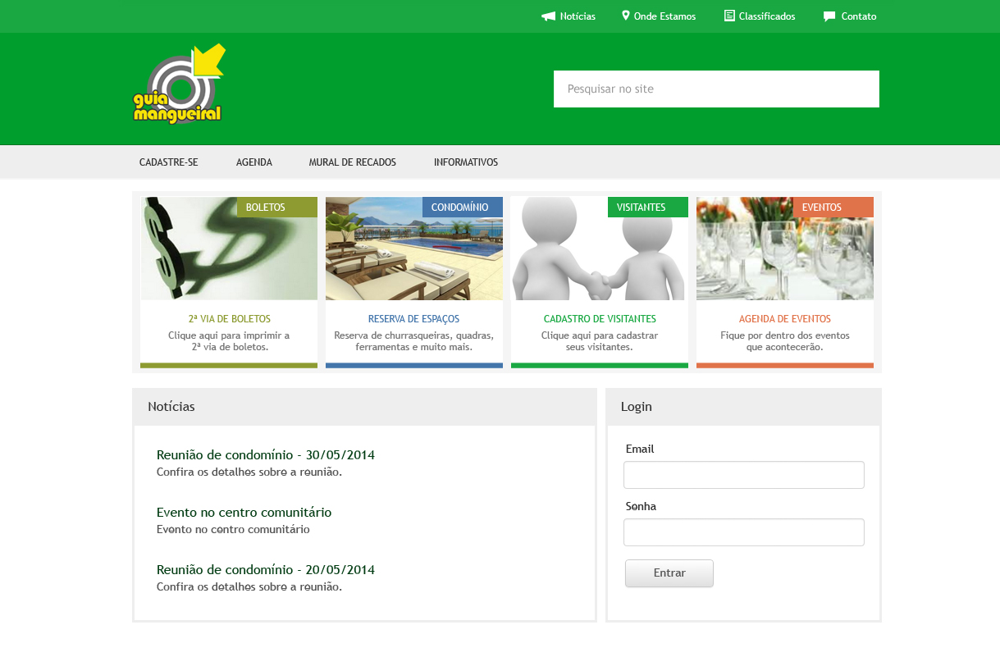 Notícias
Onde Estamos
Classificados
Contato
guia
mangueiral
Pesquisar no site
CADASTRE-SE
AGENDA
MURAL DE RECADOS
INFORMATIVOS
BOLETOS
2ª VIA DE BOLETOS
Clique aqui para imprimir a
2ª via de boletos.
CONDOMÍNIO
RESERVA DE ESPAÇOS
Reserva de churrasqueiras, quadras,
ferramentas e muito mais.
VISITANTES
CADASTRO DE VISITANTES
Clique aqui para cadastrar
seus visitantes.
EVENTOS
AGENDA DE EVENTOS
Fique por dentro dos eventos
que acontecerão.
Notícias
Reunião de condomínio - 30/05/2014
Confira os detalhes sobre a reunião.
Evento no centro comunitário
Evento no centro comunitário
Reunião de condomínio - 20/05/2014
Confira os detalhes sobre a reunião.
Login
Email
Senha
Entrar